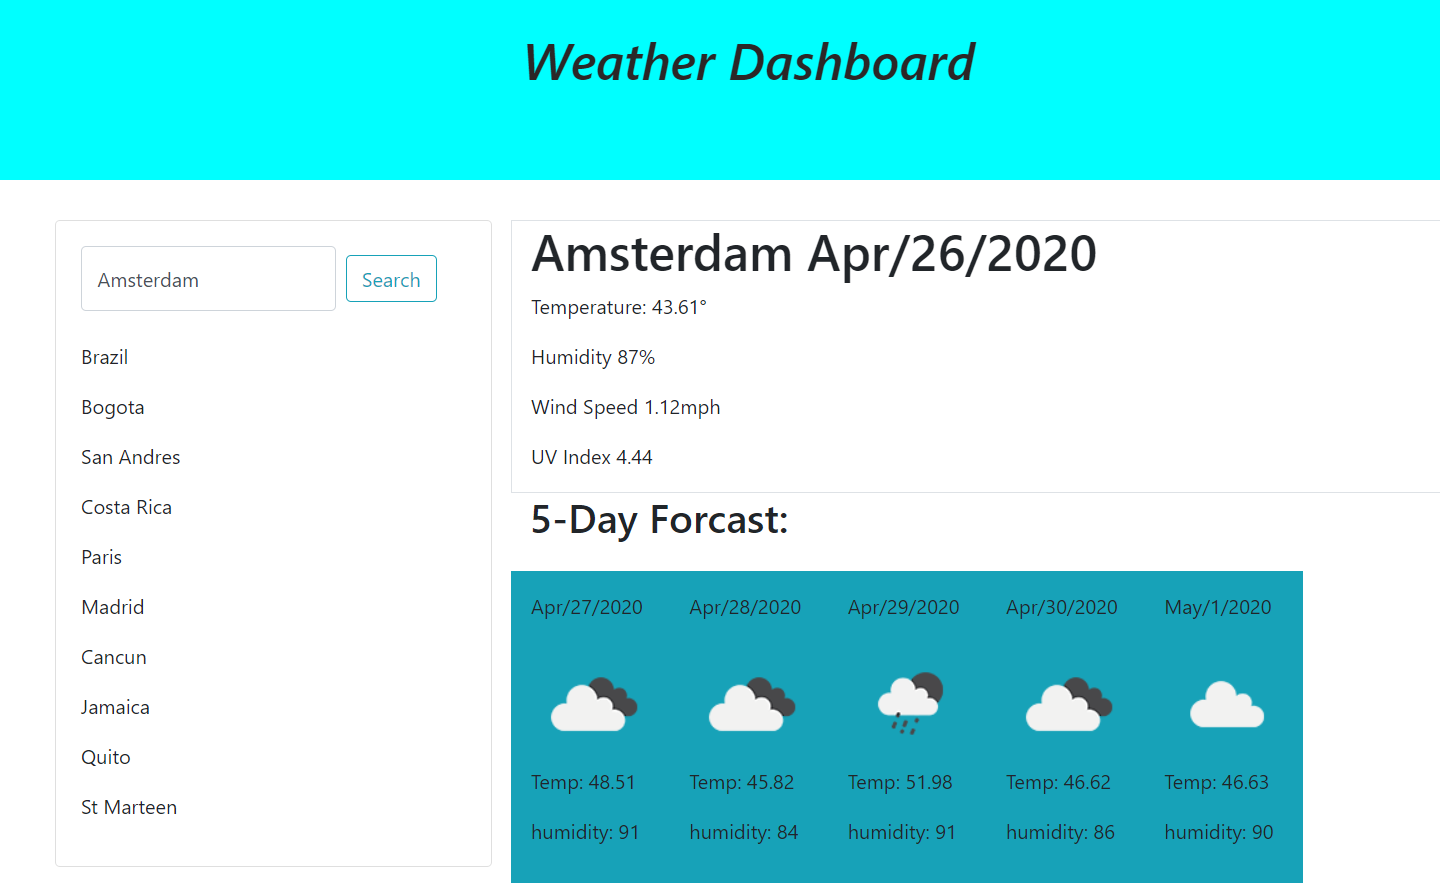 Weather Dashboard
Amsterdam
Search
Brazil
Bogota
San Andres
Costa Rica
Paris
Madrid
Cancun
Jamaica
Quito
St Marteen
Amsterdam Apr/26/2020
Temperature: 43.61°
Humidity 87%
Wind Speed 1.12mph
UV Index 4.44
5-Day Forcast:
Apr/27/2020 Apr/28/2020 Apr/29/2020 Apr/30/2020 May/1/2020
Temp: 48.51 Temp: 45.82 Temp: 51.98 Temp: 46.62 Temp: 46.63
humidity: 91 humidity: 84 humidity: 91 humidity: 86 humidity: 90